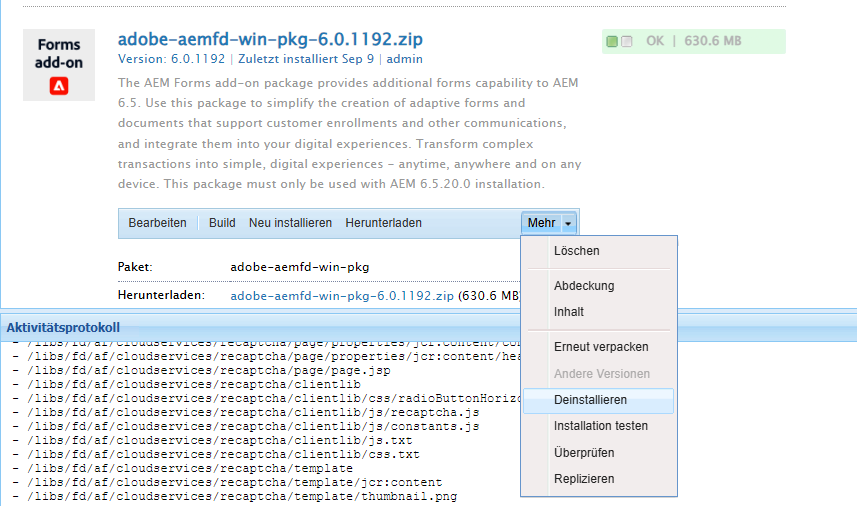 Forms
add-on
adobe-aemfd-win-pkg-6.0.1192.zip
Version: 6.0.1192 | Zuletzt installiert Sep 9 | admin
OK | 630.6 MB
The AEM Forms add-on package provides additional forms capability to AEM
6.5. Use this package to simplify the creation of adaptive forms and
documents that support customer enrollments and other communications,
and integrate them into your digital experiences. Transform complex
transactions into simple, digital experiences - anytime, anywhere and on any
device. This package must only be used with AEM 6.5.20.0 installation.
Bearbeiten Build Neu installieren Herunterladen Mehr
Löschen
Abdeckung
Inhalt
Erneut verpacken
Andere Versionen
Deinstallieren
Installation testen
Überprüfen
Replizieren
Paket: adobe-aemfd-win-pkg
Herunterladen: adobe-aemfd-win-pkg-6.0.1192.zip (630.6 MB)
Aktivitätsprotokoll
- /libs/fd/af/cloudservices/recaptcha/page/properties/jcr:content/co
- /libs/fd/af/cloudservices/recaptcha/page/properties/jcr:content/hea
- /libs/fd/af/cloudservices/recaptcha/page/page.jsp
- /libs/fd/af/cloudservices/recaptcha/clientlib
- /libs/fd/af/cloudservices/recaptcha/clientlib/css/radioButtonHorizo
- /libs/fd/af/cloudservices/recaptcha/clientlib/js/recaptcha.js
- /libs/fd/af/cloudservices/recaptcha/clientlib/js/constants.js
- /libs/fd/af/cloudservices/recaptcha/clientlib/js.txt
- /libs/fd/af/cloudservices/recaptcha/clientlib/css.txt
- /libs/fd/af/cloudservices/recaptcha/template
- /libs/fd/af/cloudservices/recaptcha/template/jcr:content
- /libs/fd/af/cloudservices/recaptcha/template/thumbnail.png